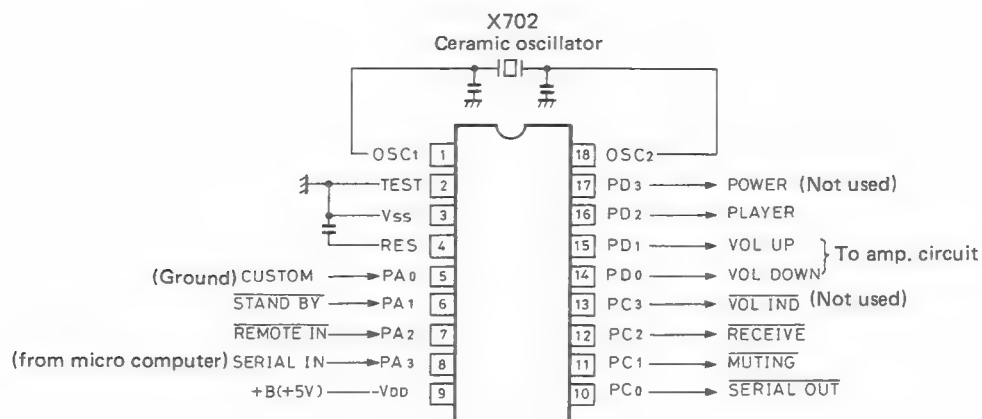 X702
Ceramic oscillator
OSC1 1 18 OSC2
TEST 2 17 PD3 POWER (Not used)
Vss 3 16 PD2 PLAYER
RES 4 15 PD1 VOL UP
To amp. circuit
(Ground) CUSTOM PA0 5 14 PD0 VOL DOWN
STAND BY PA1 6 13 PC3 VOL IND (Not used)
REMOTE IN PA2 7 12 PC2 RECEIVE
(from micro computer) SERIAL IN PA3 8 11 PC1 MUTING
+B(+5V) -VDD 9 10 PC0 SERIAL OUT